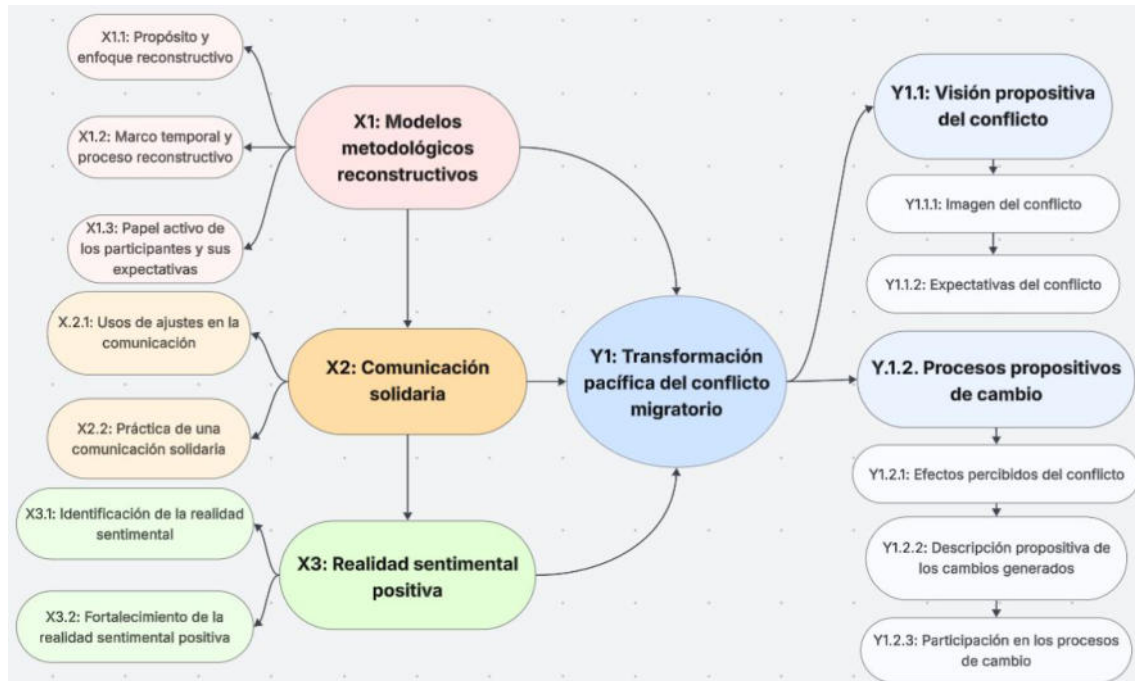 X1.1: Propósito y
enfoque reconstructivo
X1.2: Marco temporal y
proceso reconstructivo
X1.3: Papel activo de
los participantes y sus
expectativas
X.2.1: Usos de ajustes en la
comunicación
X2.2: Práctica de una
comunicación solidaria
X3.1: Identificación de la realidad
sentimental
X3.2: Fortalecimiento de la
realidad sentimental positiva
X1: Modelos
metodológicos
reconstructivos
X2: Comunicación
solidaria
X3: Realidad sentimental
positiva
Y1: Transformación
pacífica del conflicto
migratorio
Y1.1: Visión propositiva
del conflicto
Y1.1.1: Imagen del conflicto
Y1.1.2: Expectativas del conflicto
Y.1.2. Procesos propositivos
de cambio
Y1.2.1: Efectos percibidos del conflicto
Y1.2.2: Descripción propositiva de
los cambios generados
Y1.2.3: Participación en los procesos
de cambio